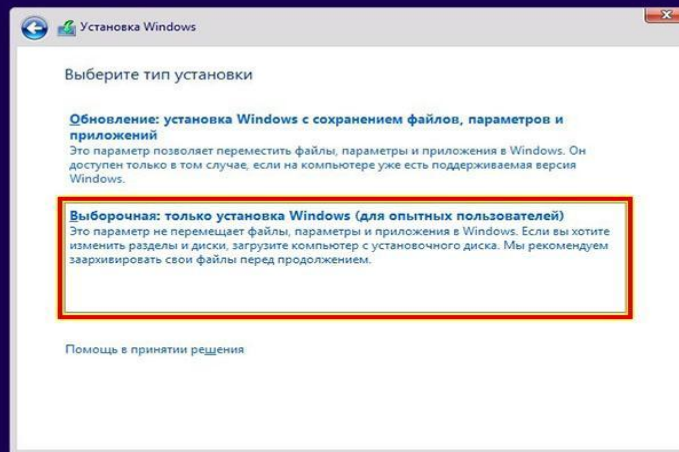 Установка Windows
Выберите тип установки
Обновление: установка Windows с сохранением файлов, параметров и
приложений
Это параметр позволяет переместить файлы, параметры и приложения в Windows. Он
доступен только в том случае, если на компьютере уже есть поддерживаемая версия
Windows.
Выборочная: только установка Windows (для опытных пользователей)
Это параметр не перемещает файлы, параметры и приложения в Windows. Если вы хотите
изменить разделы и диски, загрузите компьютер с установочного диска. Мы рекомендуем
заархивировать свои файлы перед продолжением.
Помощь в принятии решения